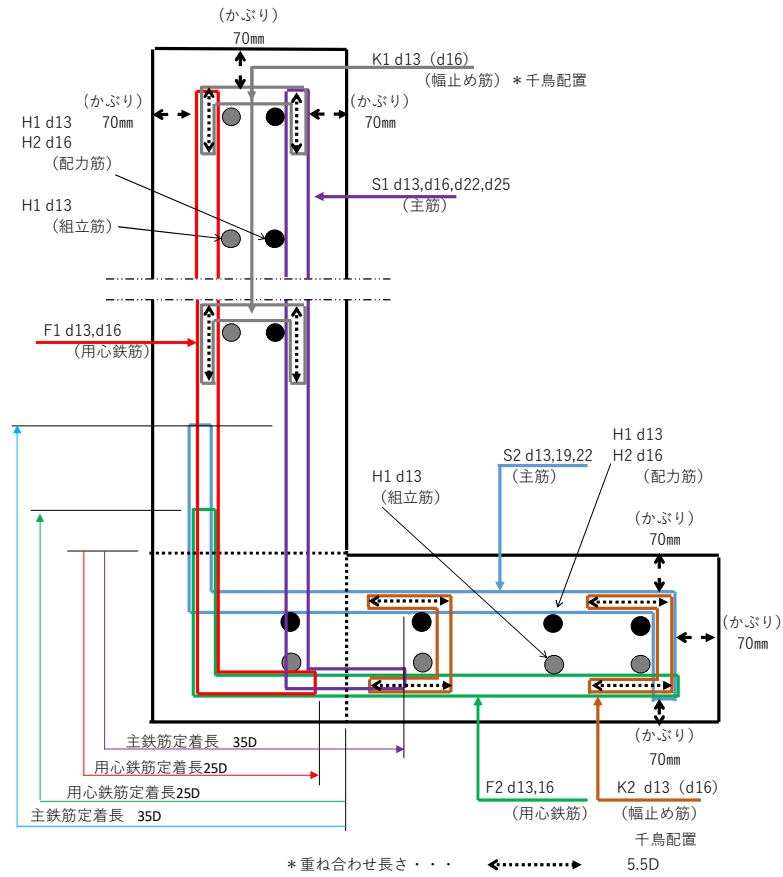 (かぶり)
70㎜
K1 d13（d16）
(幅止め筋) ＊千鳥配置
(かぶり)
70㎜
(かぶり)
70㎜
H1 d13
H2 d16
(配力筋)
S1 d13,d16,d22,d25
(主筋)
H1 d13
(組立筋)
F1 d13,d16
(用心鉄筋)
H1 d13
H2 d16
(配力筋)
S2 d13,19,22
(主筋)
H1 d13
(組立筋)
(かぶり)
70㎜
(かぶり)
70㎜
(かぶり)
70㎜
主鉄筋定着長 35D
用心鉄筋定着長25D
用心鉄筋定着長25D
主鉄筋定着長 35D
F2 d13,16
(用心鉄筋)
K2 d13（d16）
(幅止め筋)
千鳥配置
＊重ね合わせ長さ・・・ 5.5D